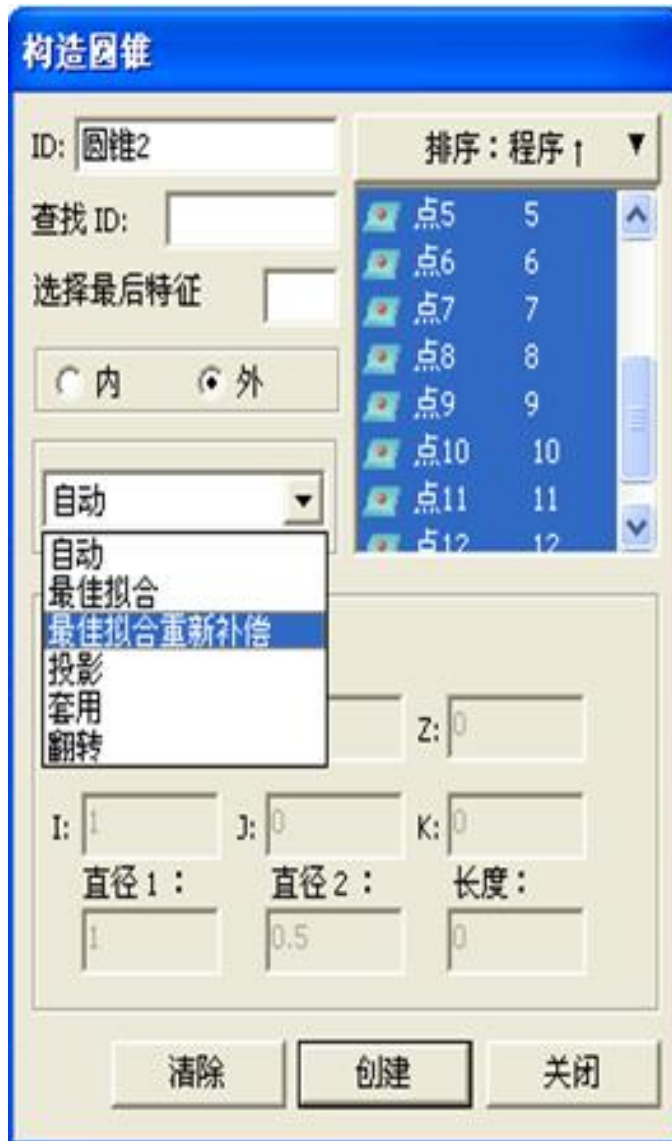 构造圆锥
ID: 圆锥2
查找 ID:
选择最后特征
内 外
自动
自动
最佳拟合
最佳拟合重新补偿
投影
套用
翻转
排序：程序↑
点5 5
点6 6
点7 7
点8 8
点9 9
点10 10
点11 11
点12 12
Z: 0
I: 1 J: 0 K: 0
直径 1： 直径 2： 长度：
1 0.5 0
清除 创建 关闭